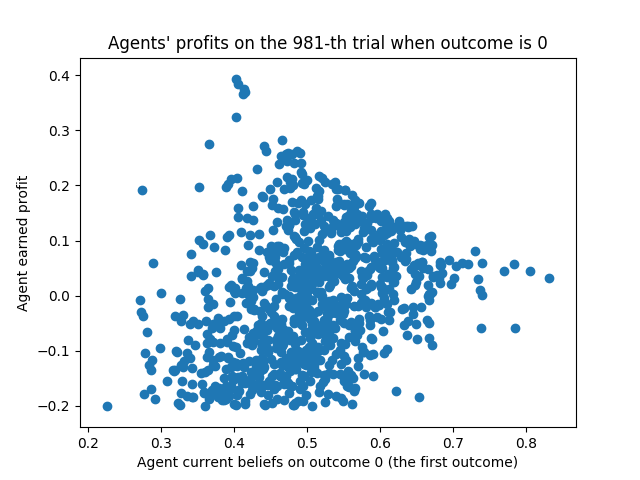 Agents' profits on the 981-th trial when outcome is 0
0.4
0.3
0.2
0.1
0.0
−0.1
−0.2
Agent earned profit
0.2 0.3 0.4 0.5 0.6 0.7 0.8
Agent current beliefs on outcome 0 (the first outcome)